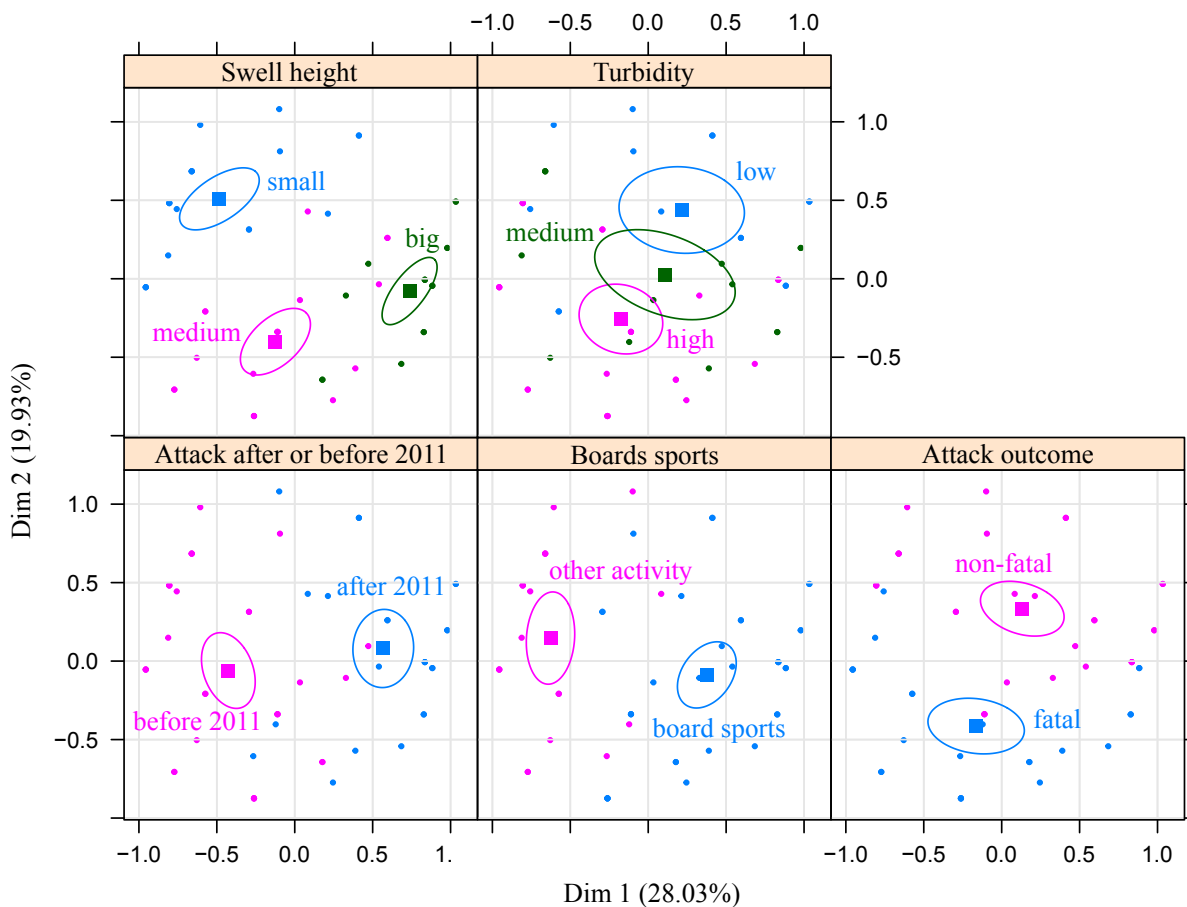 −1.0 0.0 0.5 1.0
Swell height Turbidity
small
big
medium
low
medium
high
1.0
0.5
0.0
−0.5
Dim 2 (19.93%)
Attack after or before 2011 Boards sports Attack outcome
1.0
0.5
0.0
−0.5
after 2011
before 2011
other activity
board sports
non-fatal
fatal
−1.0 −0.5 0.0 0.5 1. −1.0 −0.5 0.0 0.5 1.0
Dim 1 (28.03%)